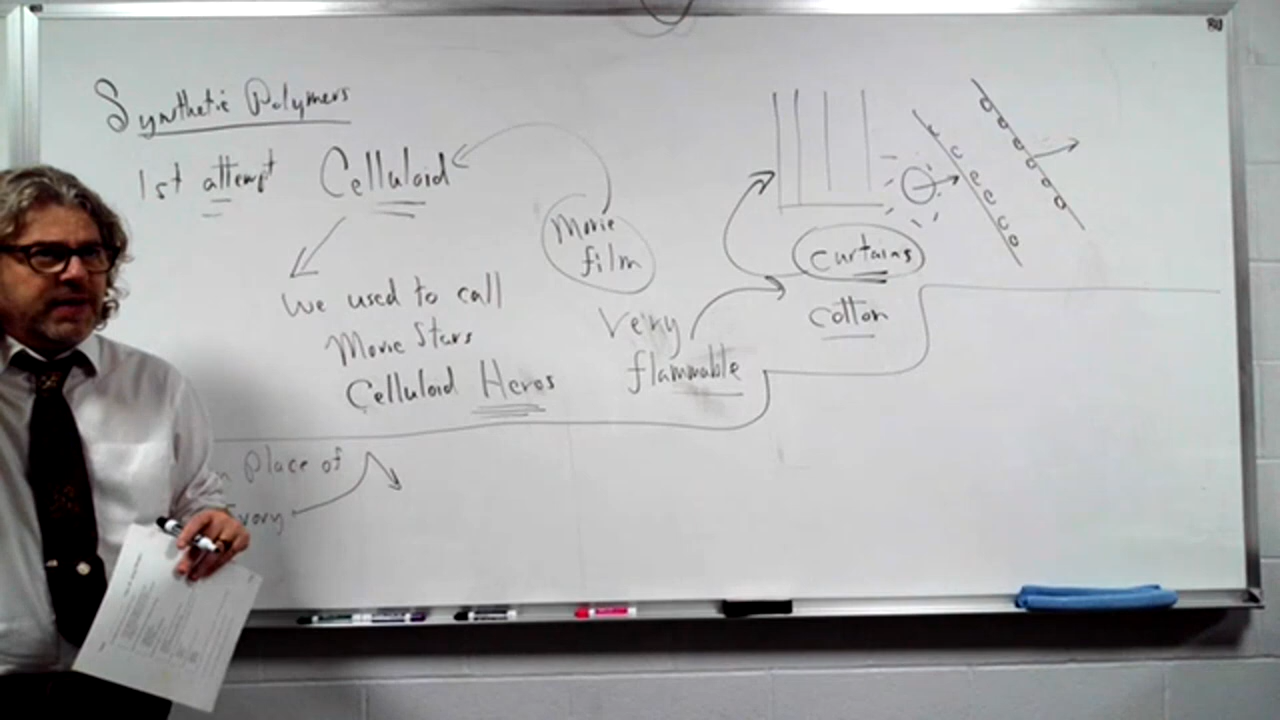 Synthetic Polymers
1st attempt Celluloid
Movie
film
we used to call
Movie Stars
Celluloid Heros
Very
flammable
curtains
cotton
Place of